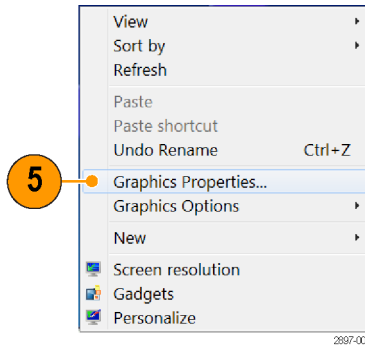 View
Sort by
Refresh
Paste
Paste shortcut
Undo Rename Ctrl+Z
5
Graphics Properties...
Graphics Options
New
Screen resolution
Gadgets
Personalize
2897-00